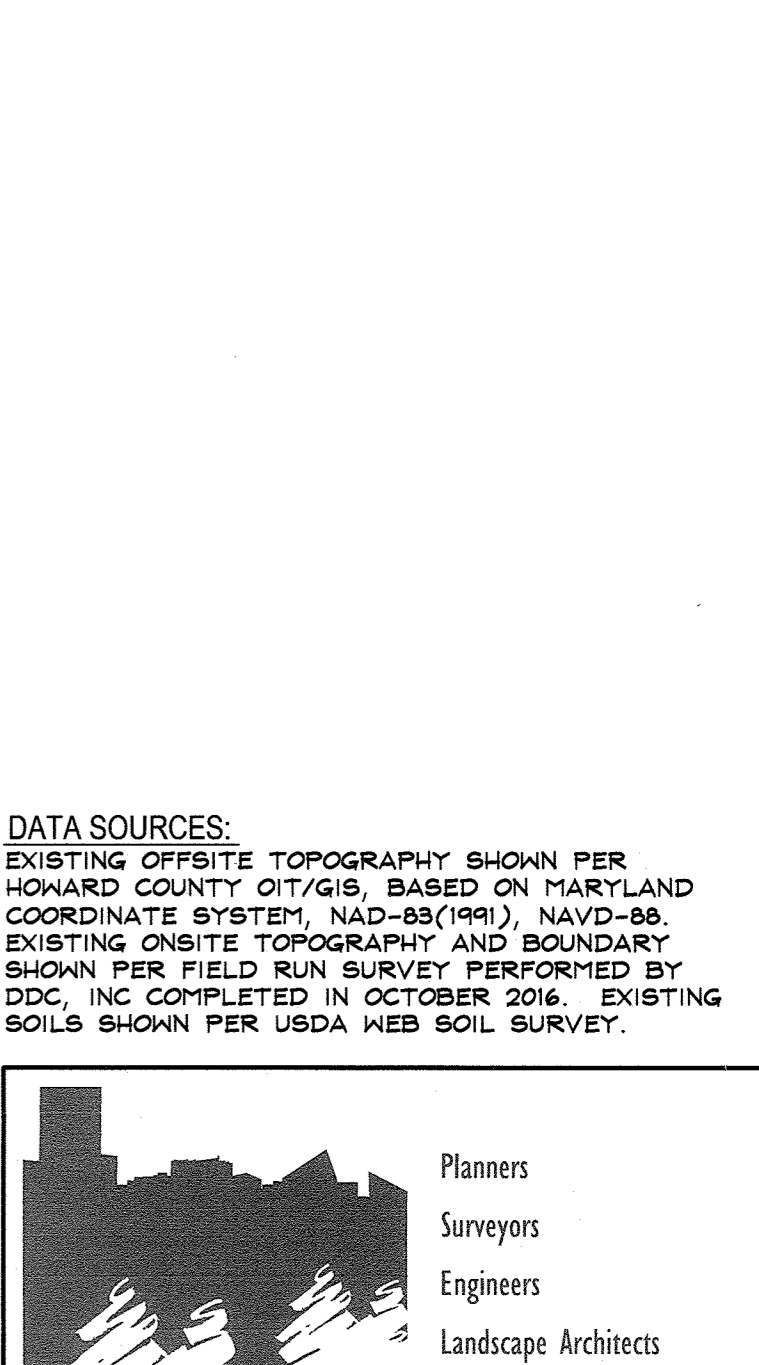 DATA SOURCES:
EXISTING OFFSITE TOPOGRAPHY SHOWN PER
HOWARD COUNTY OIT/GIS, BASED ON MARYLAND
COORDINATE SYSTEM, NAD-83(1991), NAVD-88.
EXISTING ONSITE TOPOGRAPHY AND BOUNDARY
SHOWN PER FIELD RUN SURVEY PERFORMED BY
DDC, INC COMPLETED IN OCTOBER 2016. EXISTING
SOILS SHOWN PER USDA WEB SOIL SURVEY.
Planners
Surveyors
Engineers
Landscape Architects